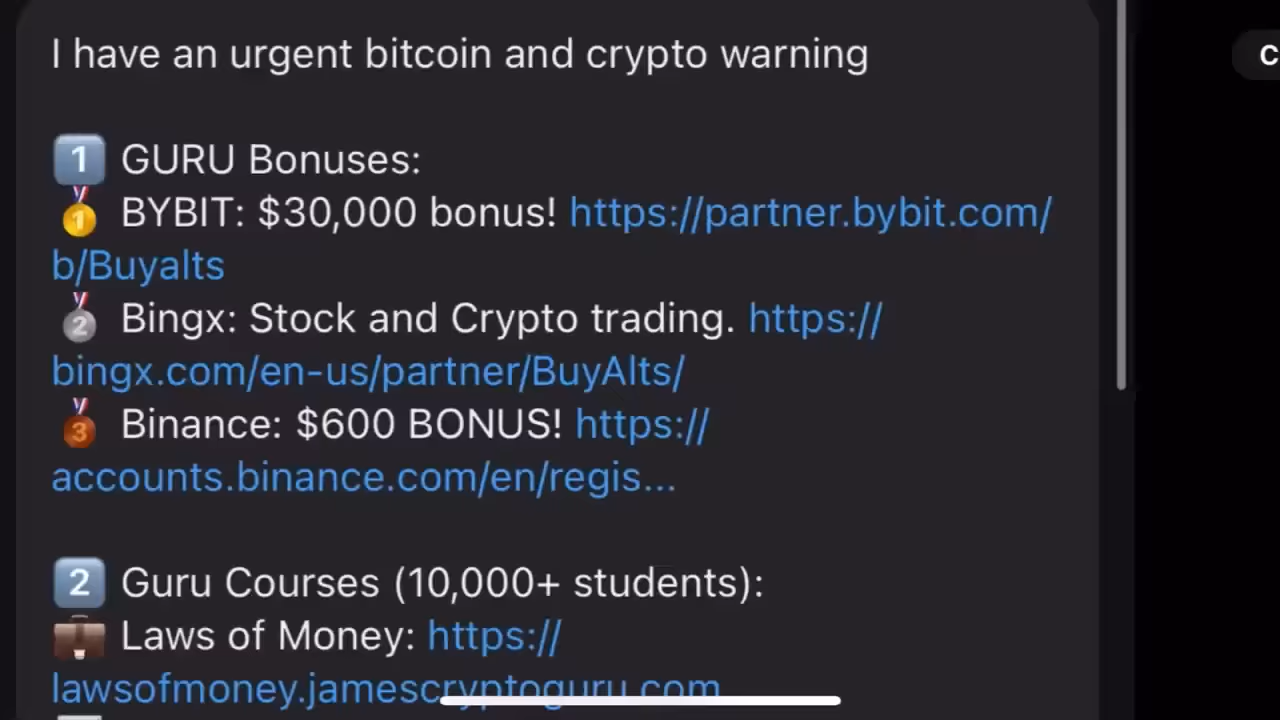 I have an urgent bitcoin and crypto warning
1️⃣ GURU Bonuses:
🥇 BYBIT: $30,000 bonus! https://partner.bybit.com/
b/Buyalts
🥈 Bingx: Stock and Crypto trading. https://
bingx.com/en-us/partner/BuyAlts/
🥉 Binance: $600 BONUS! https://
accounts.binance.com/en/regis...
2️⃣ Guru Courses (10,000+ students):
💼 Laws of Money: https://
lawsofmoney.jamescryptoguru.com
C